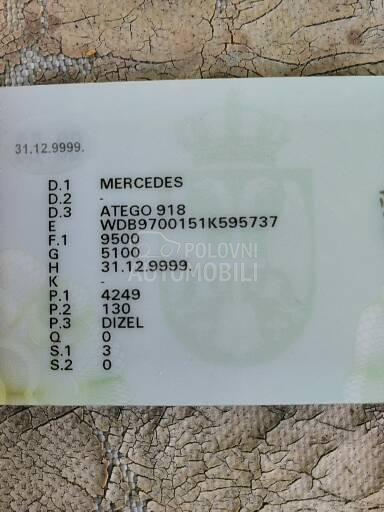 31.12.9999.
D.1 MERCEDES
D.2 -
D.3 ATEGO 918
E WDB9700151K595737
F.1 9500
G 5100
H 31.12.9999.
K -
P.1 4249
P.2 130
P.3 DIZEL
Q 0
S.1 3
S.2 0
POLOVNI
AUTOMOBILI